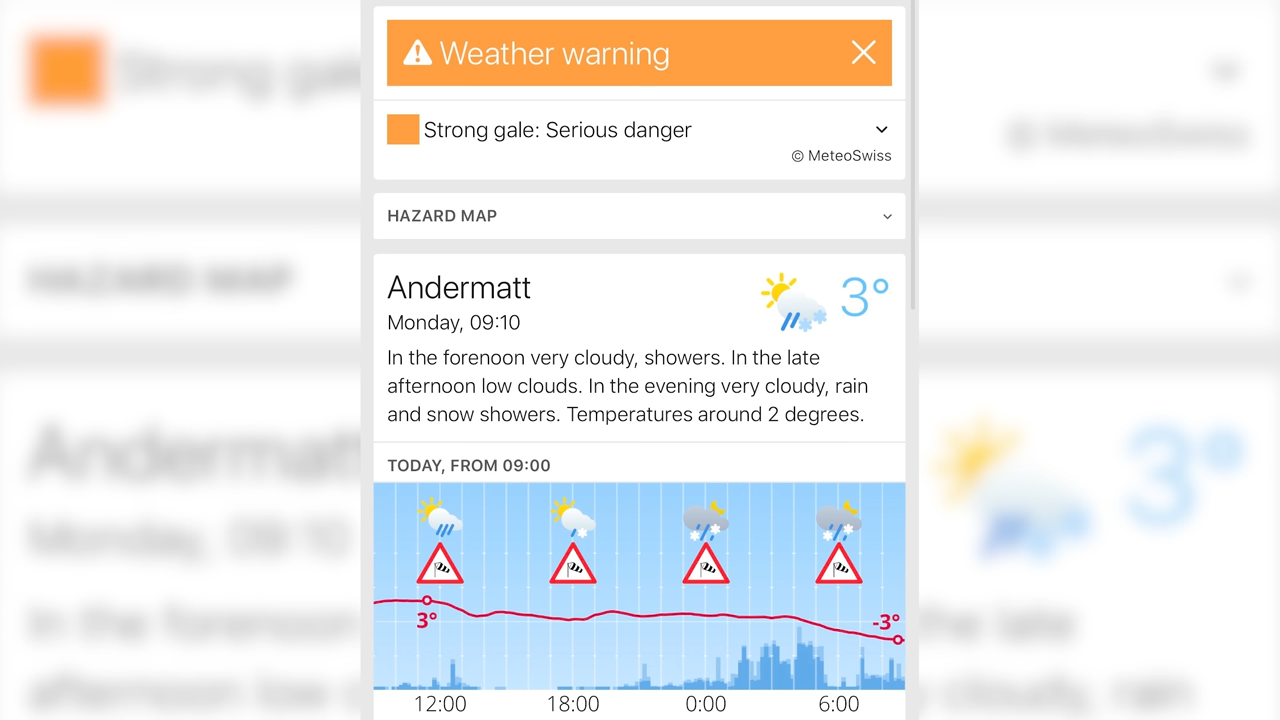 Weather warning
Strong gale: Serious danger
© MeteoSwiss
HAZARD MAP
Andermatt
3°
Monday, 09:10
In the forenoon very cloudy, showers. In the late
afternoon low clouds. In the evening very cloudy, rain
and snow showers. Temperatures around 2 degrees.
TODAY, FROM 09:00
3°
-3°
12:00 18:00 0:00 6:00